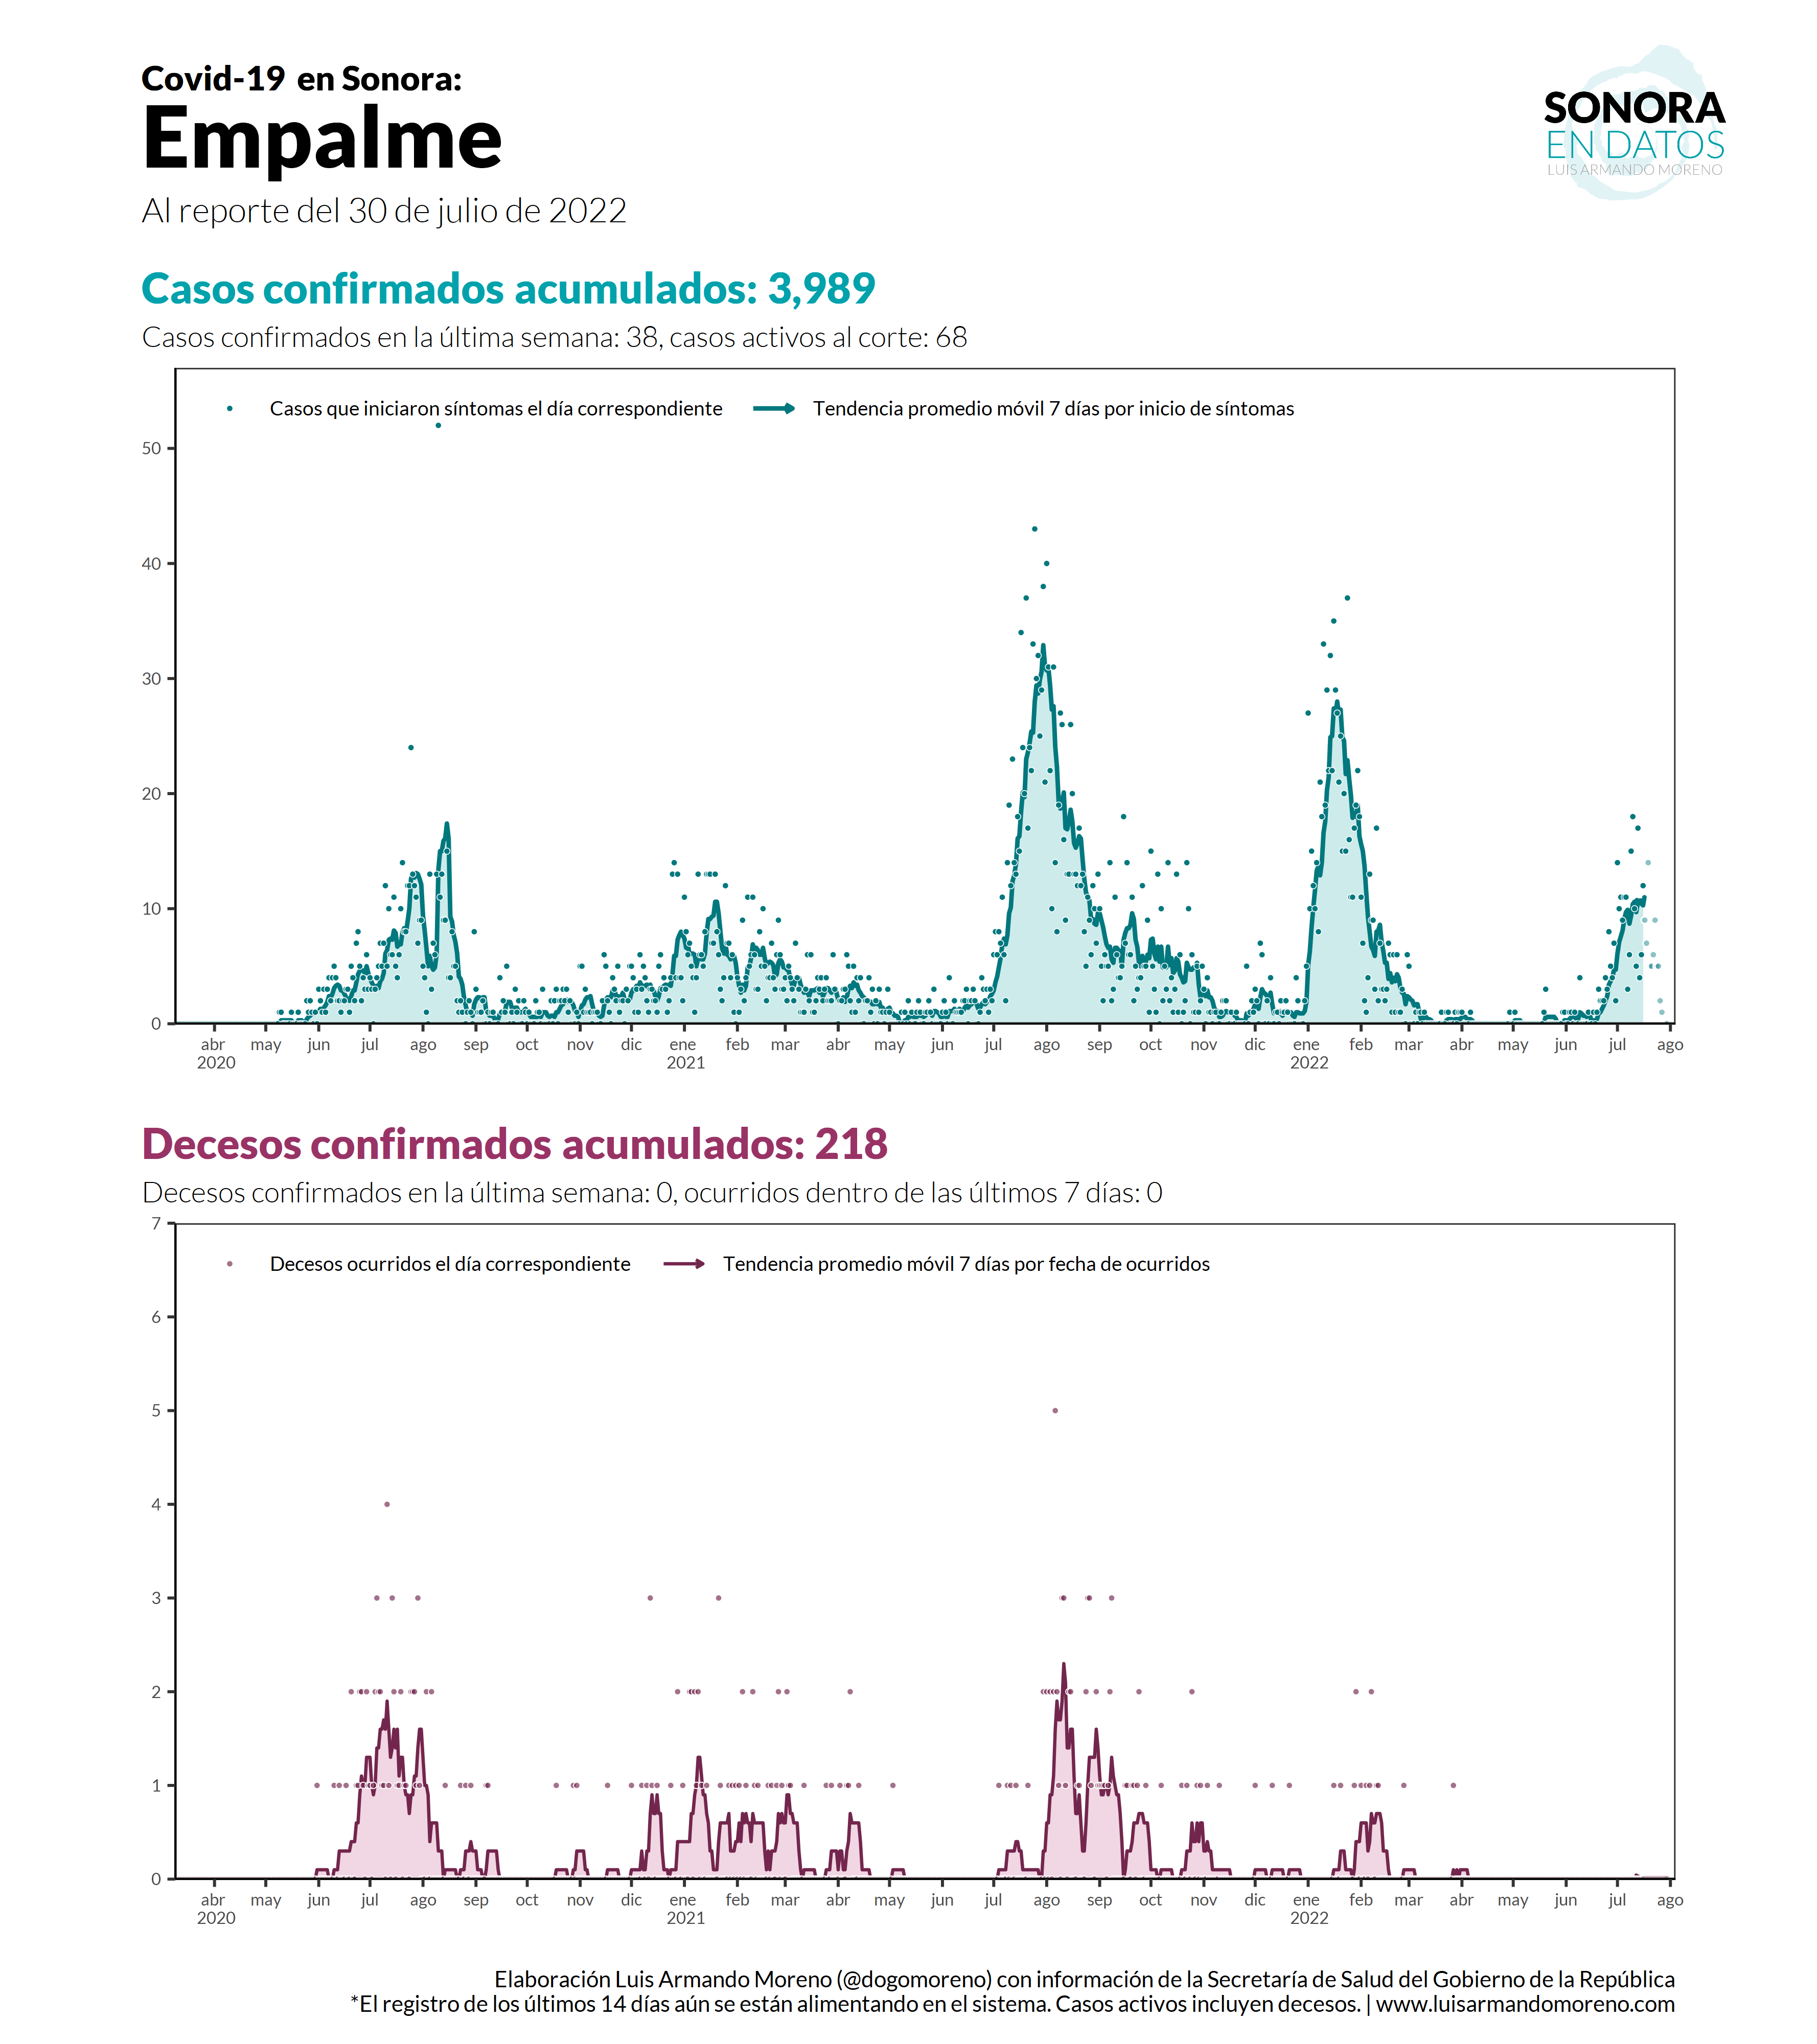 Covid-19 en Sonora:
Empalme
Al reporte del 30 de julio de 2022
SONORA
EN DATOS
LUIS ARMANDO MORENO
Casos confirmados acumulados: 3,989
Casos confirmados en la última semana: 38, casos activos al corte: 68
Casos que iniciaron síntomas el día correspondiente
Tendencia promedio móvil 7 días por inicio de síntomas
50
40
30
20
10
0
abr may jun jul ago sep oct nov dic ene feb mar abr may jun jul ago sep oct nov dic ene feb mar abr may jun jul ago
2020 2021 2022
Decesos confirmados acumulados: 218
Decesos confirmados en la última semana: 0, ocurridos dentro de las últimos 7 días: 0
7
Decesos ocurridos el día correspondiente
Tendencia promedio móvil 7 días por fecha de ocurridos
6
5
4
3
2
1
0
abr may jun jul ago sep oct nov dic ene feb mar abr may jun jul ago sep oct nov dic ene feb mar abr may jun jul ago
2020 2021 2022
Elaboración Luis Armando Moreno (@dogomoreno) con información de la Secretaría de Salud del Gobierno de la República
*El registro de los últimos 14 días aún se están alimentando en el sistema. Casos activos incluyen decesos. | www.luisarmandomoreno.com